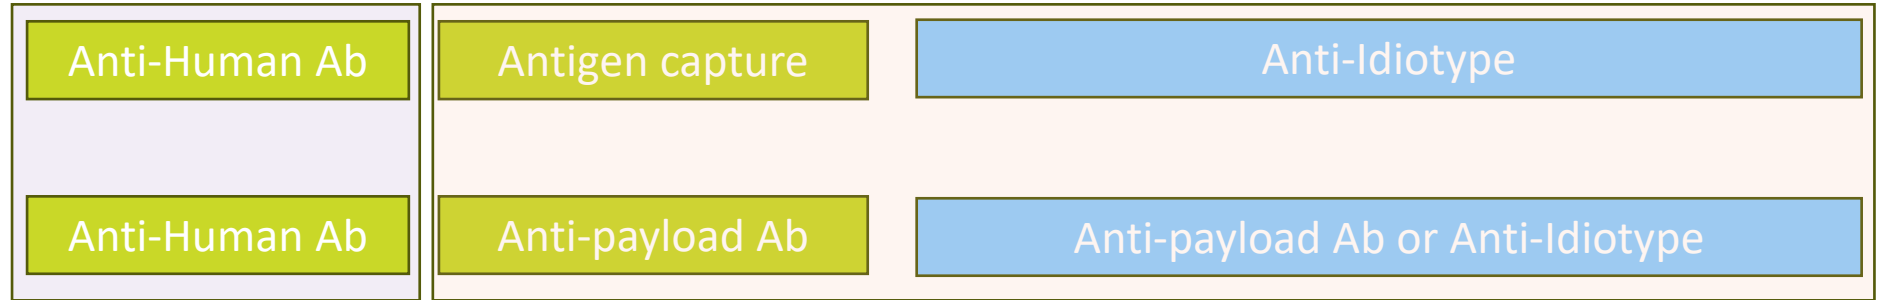 Anti-Human Ab
Antigen capture
Anti-Idiotype
Anti-Human Ab
Anti-payload Ab
Anti-payload Ab or Anti-Idiotype